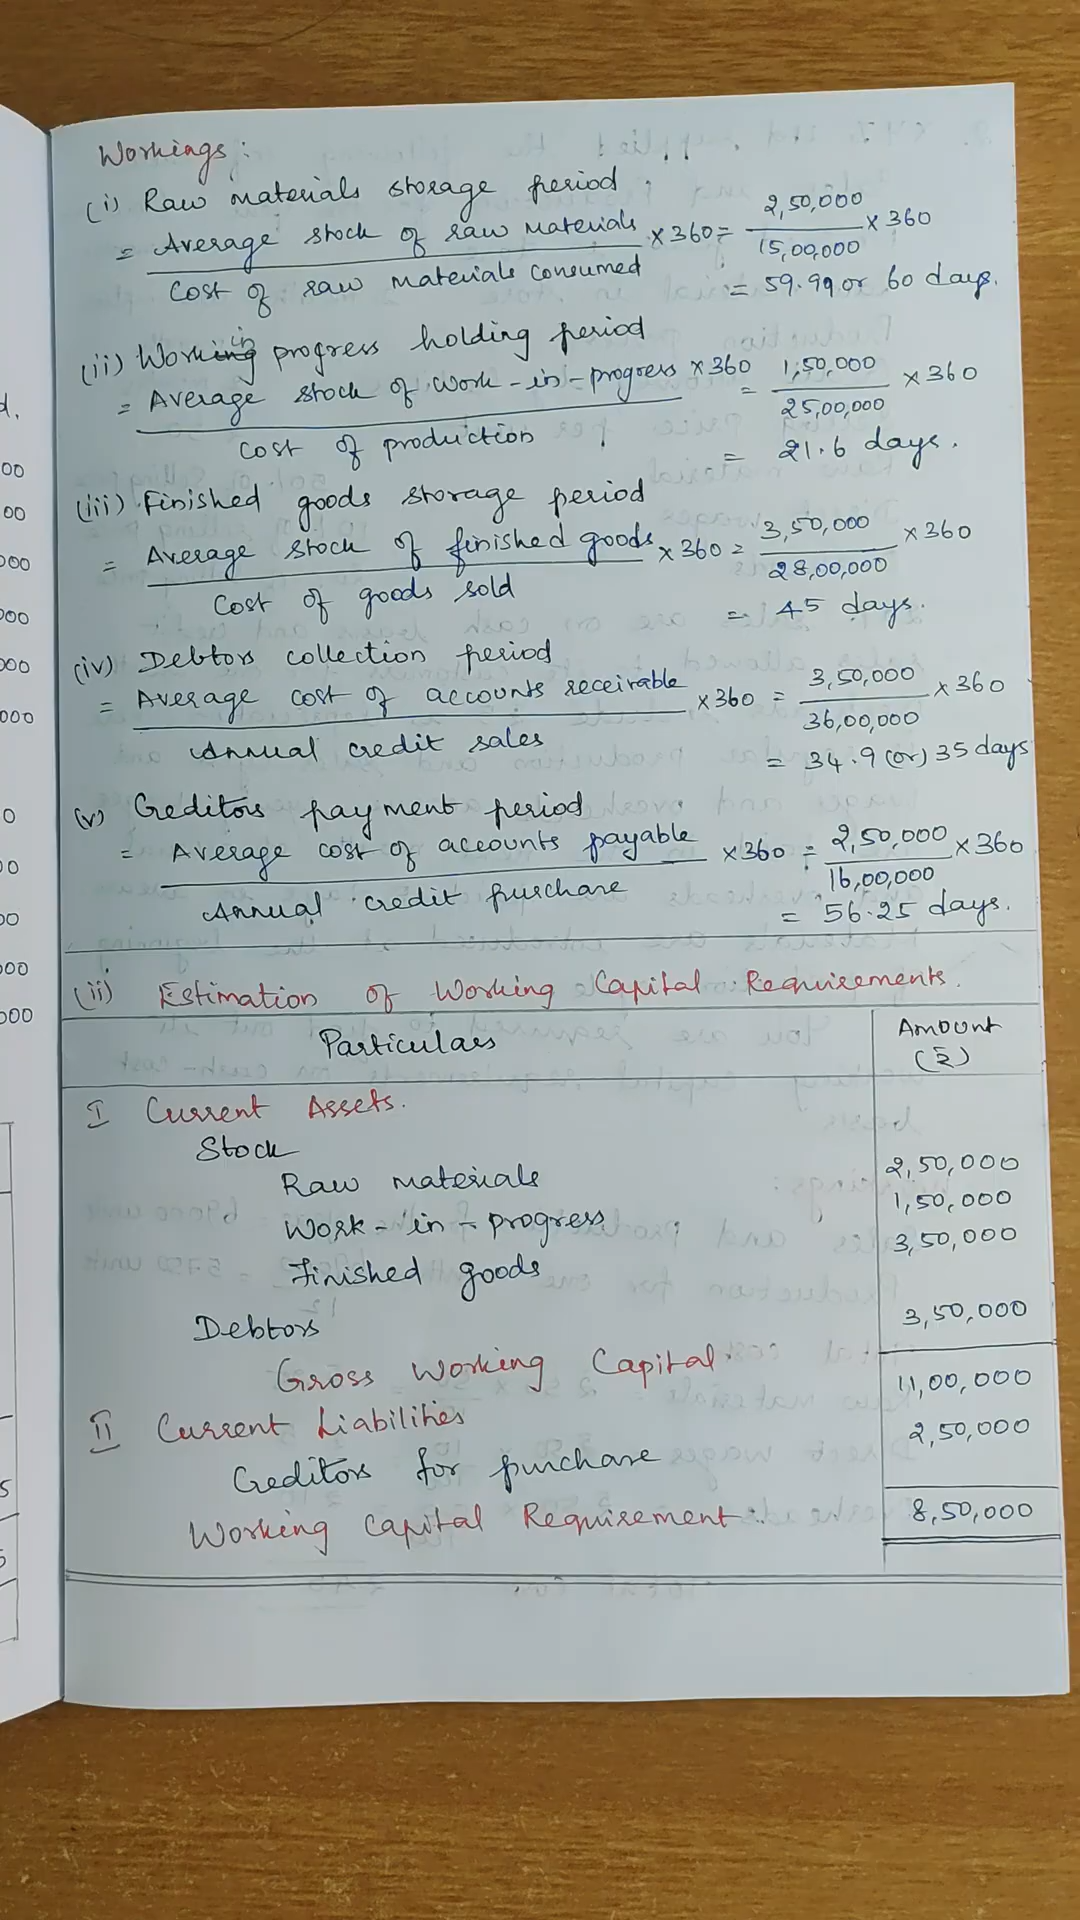 Workings:
(i) Raw materials storage period.
= Average stock of raw materials / Cost of raw materials consumed × 360 = 2,50,000 / 15,00,000 × 360
= 59.99 or 60 days.
(ii) Work in progress holding period
= Average stock of work-in-progress × 360 / Cost of production = 1,50,000 / 25,00,000 × 360
= 21.6 days.
(iii) Finished goods storage period
= Average stock of finished goods / Cost of goods sold × 360 = 3,50,000 / 28,00,000 × 360
= 45 days.
(iv) Debtors collection period
= Average cost of accounts receivable / Annual credit sales × 360 = 3,50,000 / 36,00,000 × 360
= 34.9 (or) 35 days
(v) Creditors payment period
= Average cost of accounts payable / Annual credit purchase × 360 = 2,50,000 / 16,00,000 × 360
= 56.25 days.
(ii) Estimation of Working Capital Requirements.
Particulars Amount (₹)
I Current Assets.
Stock
Raw materials 2,50,000
Work-in-progress 1,50,000
Finished goods 3,50,000
Debtors 3,50,000
Gross Working Capital 11,00,000
II Current Liabilities
Creditors for purchase 2,50,000
Working Capital Requirement 8,50,000